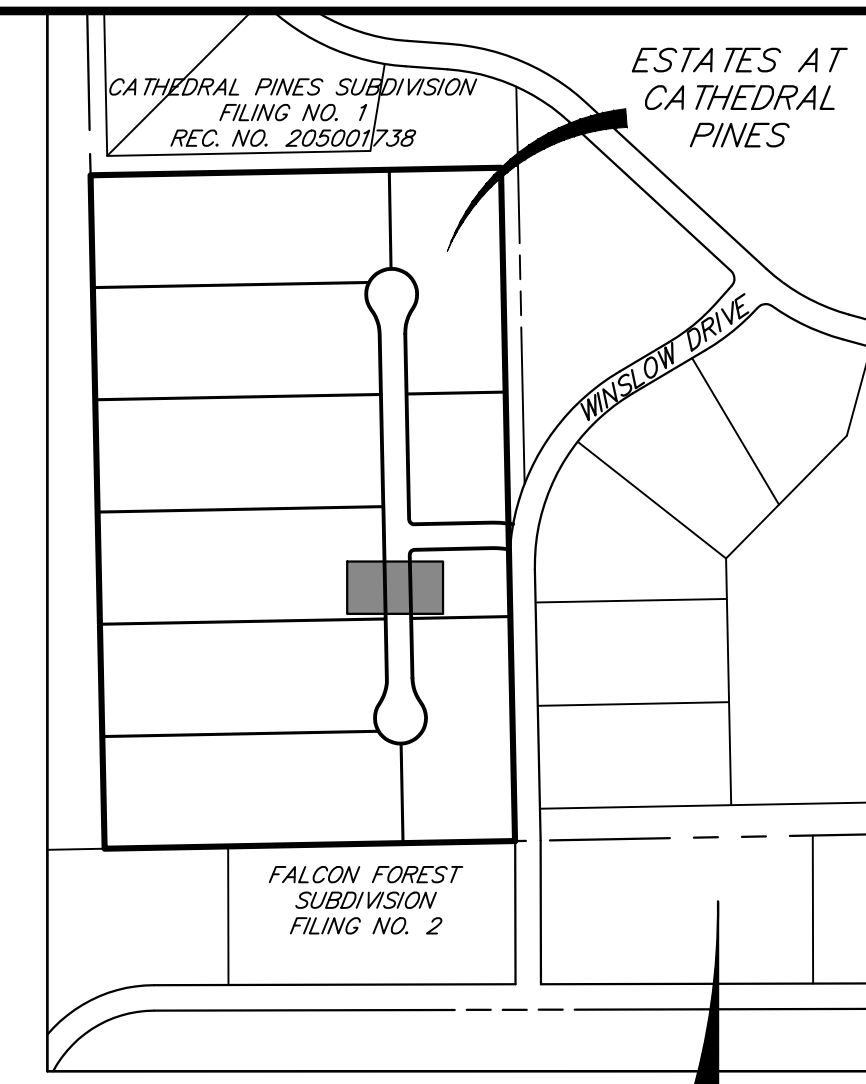 ESTATES AT
CATHEDRAL
PINES
CATHEDRAL PINES SUBDIVISION
FILING NO. 1
REC. NO. 205001738
WINSLOW DRIVE
FALCON FOREST
SUBDIVISION
FILING NO. 2